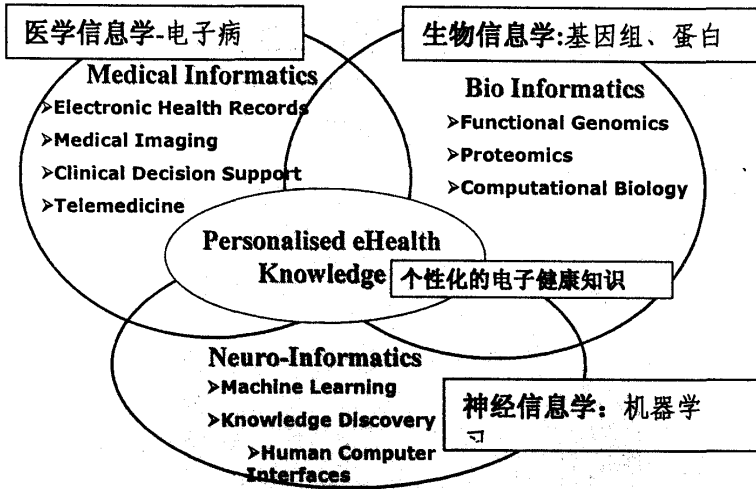 医学信息学-电子病
Medical Informatics
➢Electronic Health Records
➢Medical Imaging
➢Clinical Decision Support
➢Telemedicine
生物信息学:基因组、蛋白
Bio Informatics
➢Functional Genomics
➢Proteomics
➢Computational Biology
Personalised eHealth
Knowledge
个性化的电子健康知识
Neuro-Informatics
➢Machine Learning
➢Knowledge Discovery
➢Human Computer
Interfaces
神经信息学：机器学